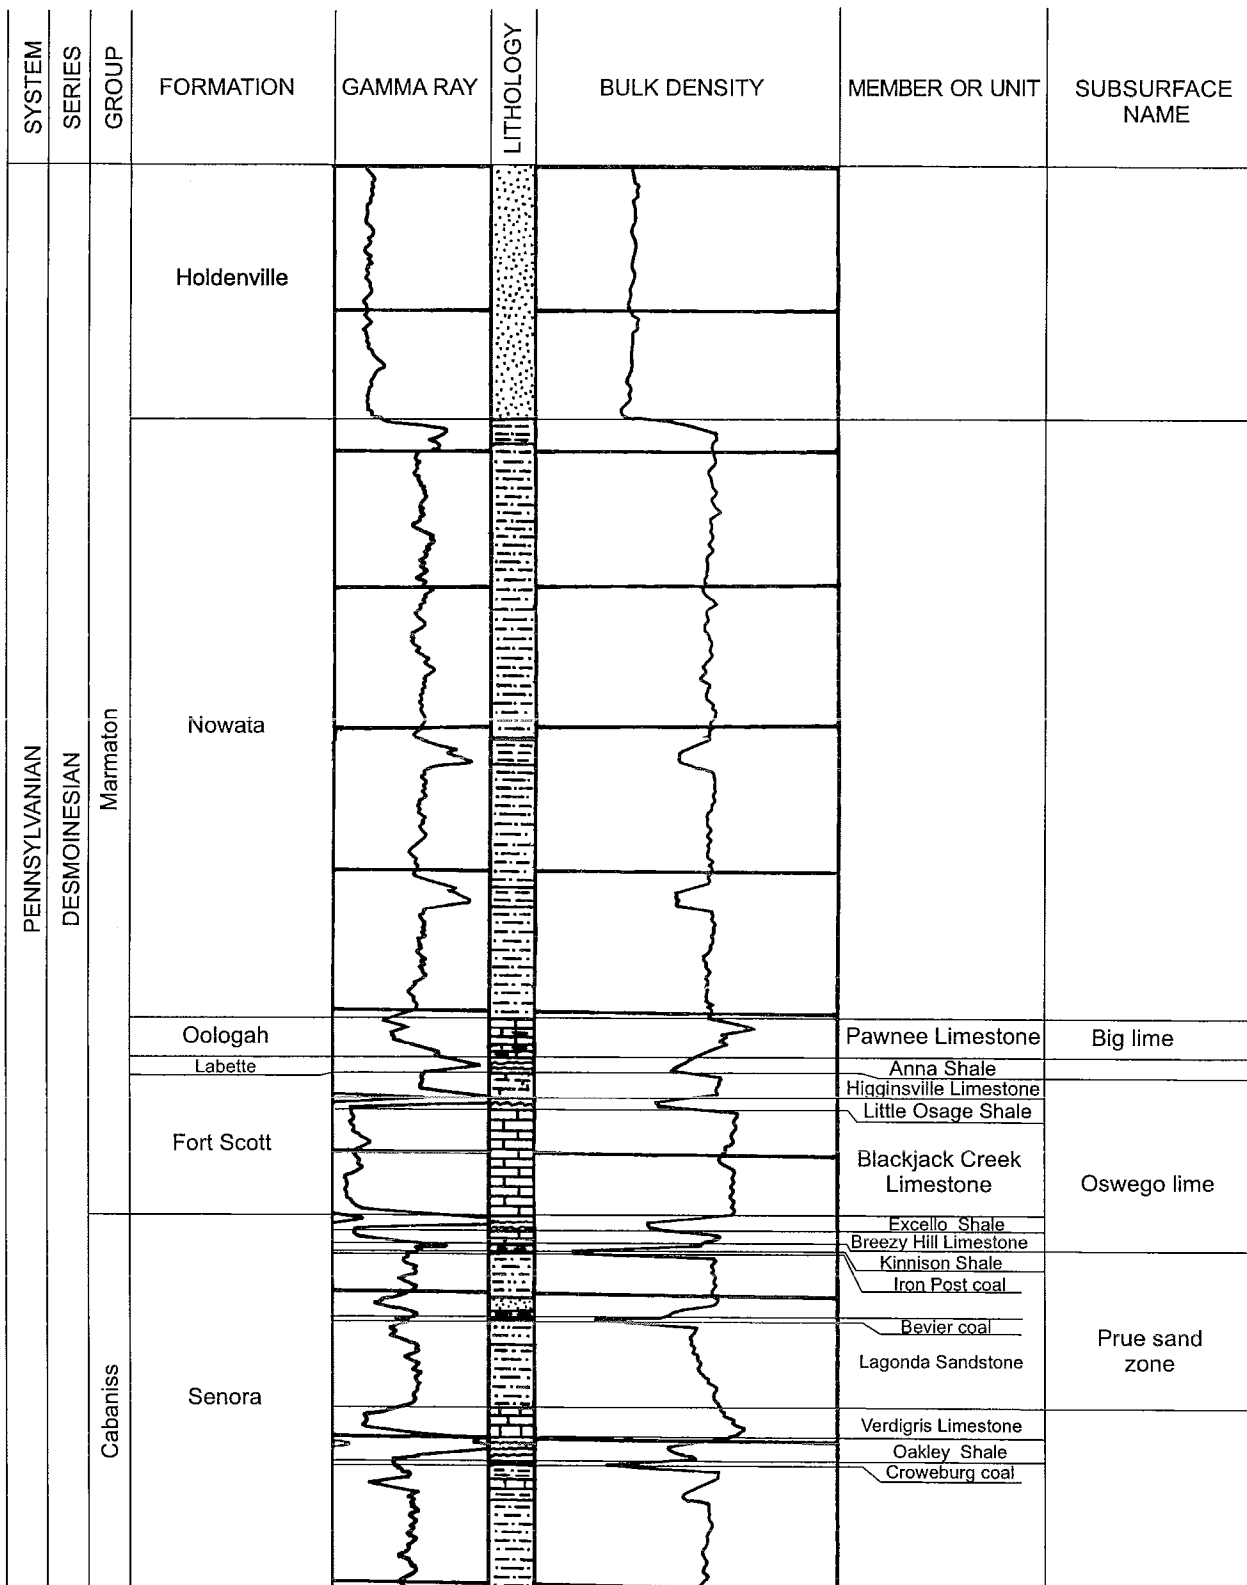 SYSTEM
SERIES
GROUP
FORMATION
GAMMA RAY
LITHOLOGY
BULK DENSITY
MEMBER OR UNIT
SUBSURFACE
NAME
PENNSYLVANIAN
DESMOINESIAN
Marmaton
Cabaniss
Holdenville
Nowata
Oologah
Labette
Fort Scott
Senora
Pawnee Limestone
Anna Shale
Higginsville Limestone
Little Osage Shale
Blackjack Creek
Limestone
Excello Shale
Breezy Hill Limestone
Kinnison Shale
Iron Post coal
Bevier coal
Lagonda Sandstone
Verdigris Limestone
Oakley Shale
Croweburg coal
Big lime
Oswego lime
Prue sand
zone